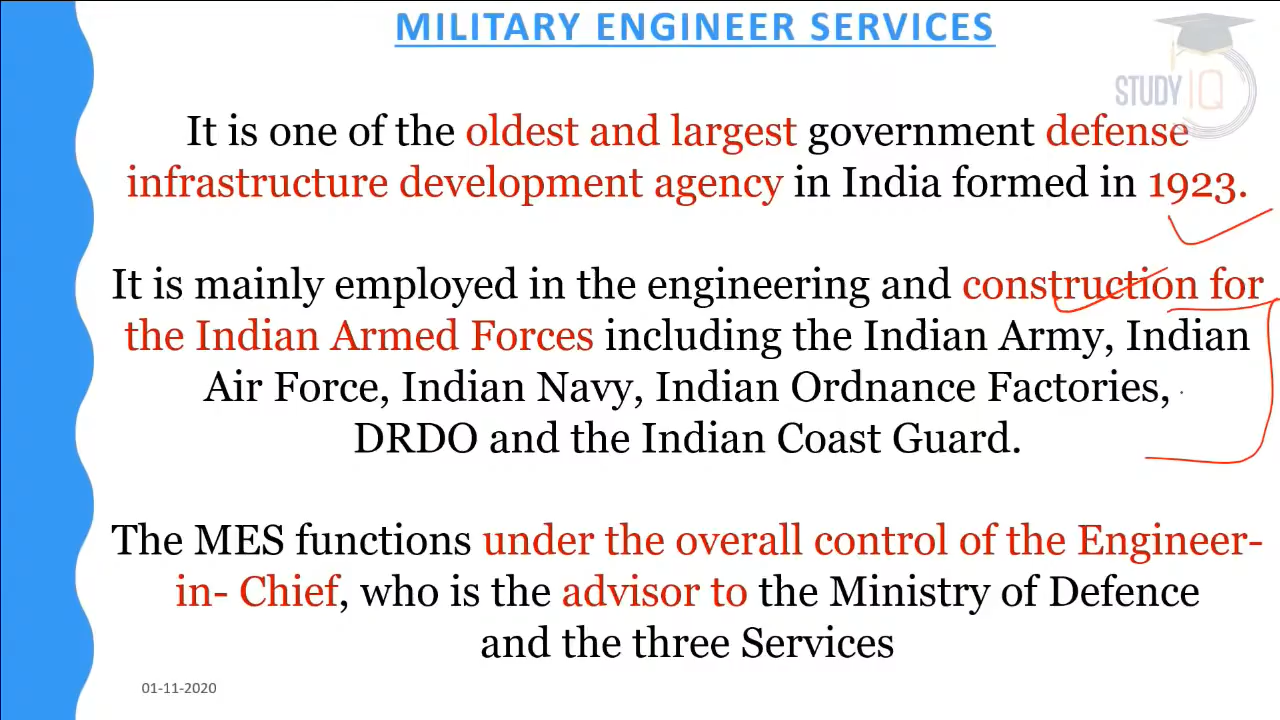 MILITARY ENGINEER SERVICES
STUDY IQ
It is one of the oldest and largest government defense
infrastructure development agency in India formed in 1923.
It is mainly employed in the engineering and construction for
the Indian Armed Forces including the Indian Army, Indian
Air Force, Indian Navy, Indian Ordnance Factories,
DRDO and the Indian Coast Guard.
The MES functions under the overall control of the Engineer-
in- Chief, who is the advisor to the Ministry of Defence
and the three Services
01-11-2020